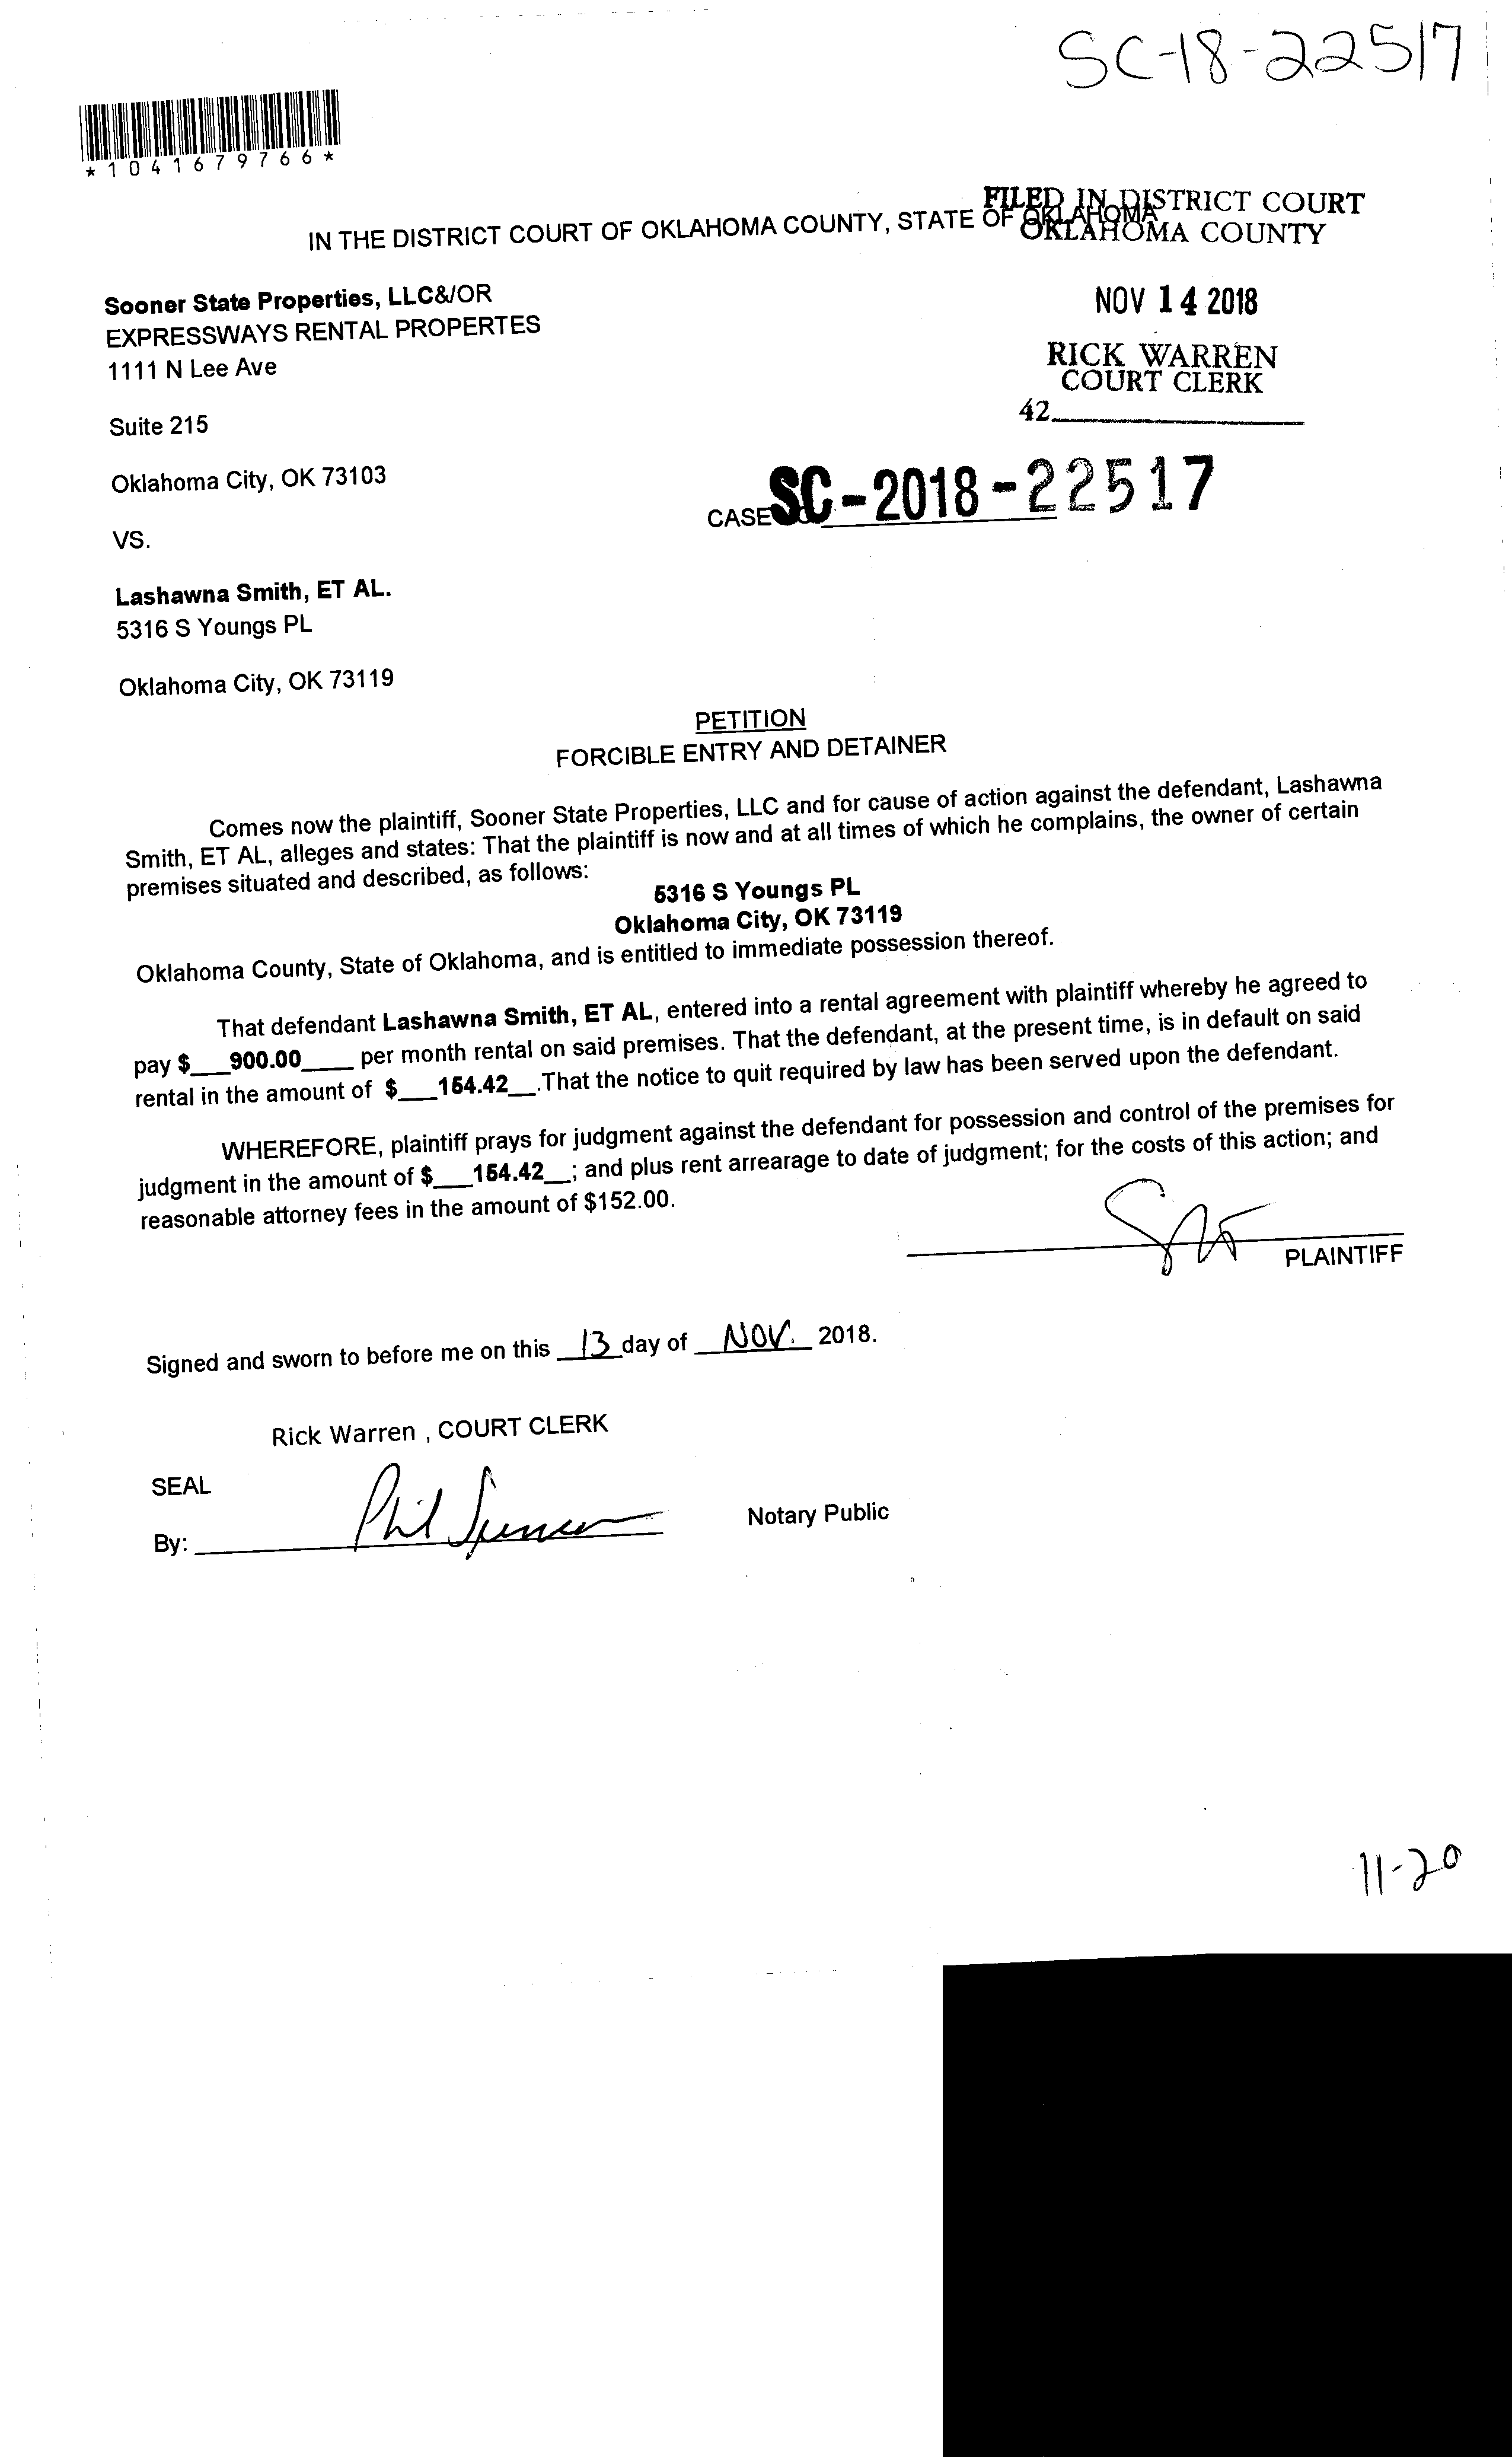 SC-18-22517
*1041679766*
FILED IN DISTRICT COURT
OKLAHOMA COUNTY
IN THE DISTRICT COURT OF OKLAHOMA COUNTY, STATE OF OKLAHOMA
Sooner State Properties, LLC&/OR
EXPRESSWAYS RENTAL PROPERTES
1111 N Lee Ave
NOV 14 2018
RICK WARREN
COURT CLERK
42
Suite 215
Oklahoma City, OK 73103
CASE SC-2018-22517
VS.
Lashawna Smith, ET AL.
5316 S Youngs PL
Oklahoma City, OK 73119
PETITION
FORCIBLE ENTRY AND DETAINER
Comes now the plaintiff, Sooner State Properties, LLC and for cause of action against the defendant, Lashawna
Smith, ET AL, alleges and states: That the plaintiff is now and at all times of which he complains, the owner of certain
premises situated and described, as follows:
5316 S Youngs PL
Oklahoma City, OK 73119
Oklahoma County, State of Oklahoma, and is entitled to immediate possession thereof.
That defendant Lashawna Smith, ET AL, entered into a rental agreement with plaintiff whereby he agreed to
pay $___900.00____ per month rental on said premises. That the defendant, at the present time, is in default on said
rental in the amount of $___154.42__.That the notice to quit required by law has been served upon the defendant.
WHEREFORE, plaintiff prays for judgment against the defendant for possession and control of the premises for
judgment in the amount of $___154.42__; and plus rent arrearage to date of judgment; for the costs of this action; and
reasonable attorney fees in the amount of $152.00.
PLAINTIFF
Signed and sworn to before me on this 13 day of NOV. 2018.
Rick Warren , COURT CLERK
SEAL
By: Phil Spencer
Notary Public
11-20